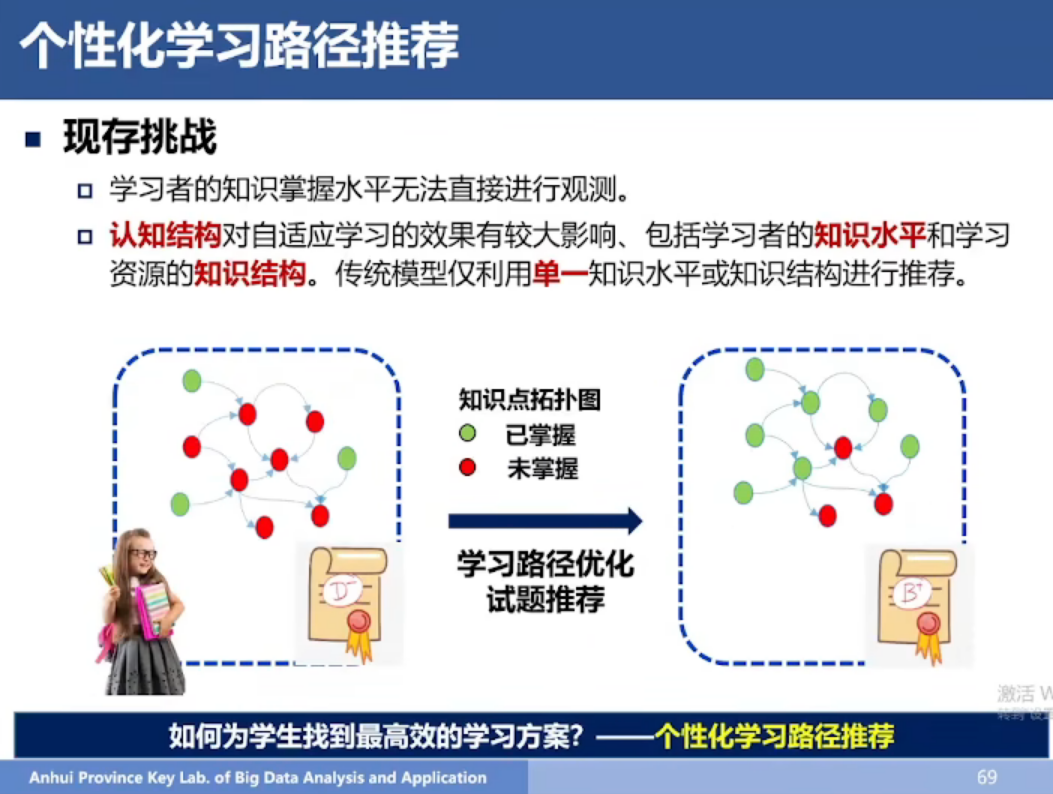 个性化学习路径推荐
现存挑战
学习者的知识掌握水平无法直接进行观测。
认知结构对自适应学习的效果有较大影响、包括学习者的知识水平和学习
资源的知识结构。传统模型仅利用单一知识水平或知识结构进行推荐。
知识点拓扑图
已掌握
未掌握
学习路径优化
试题推荐
D-
B+
激活 W
转到"设置
如何为学生找到最高效的学习方案？——个性化学习路径推荐
Anhui Province Key Lab. of Big Data Analysis and Application
69